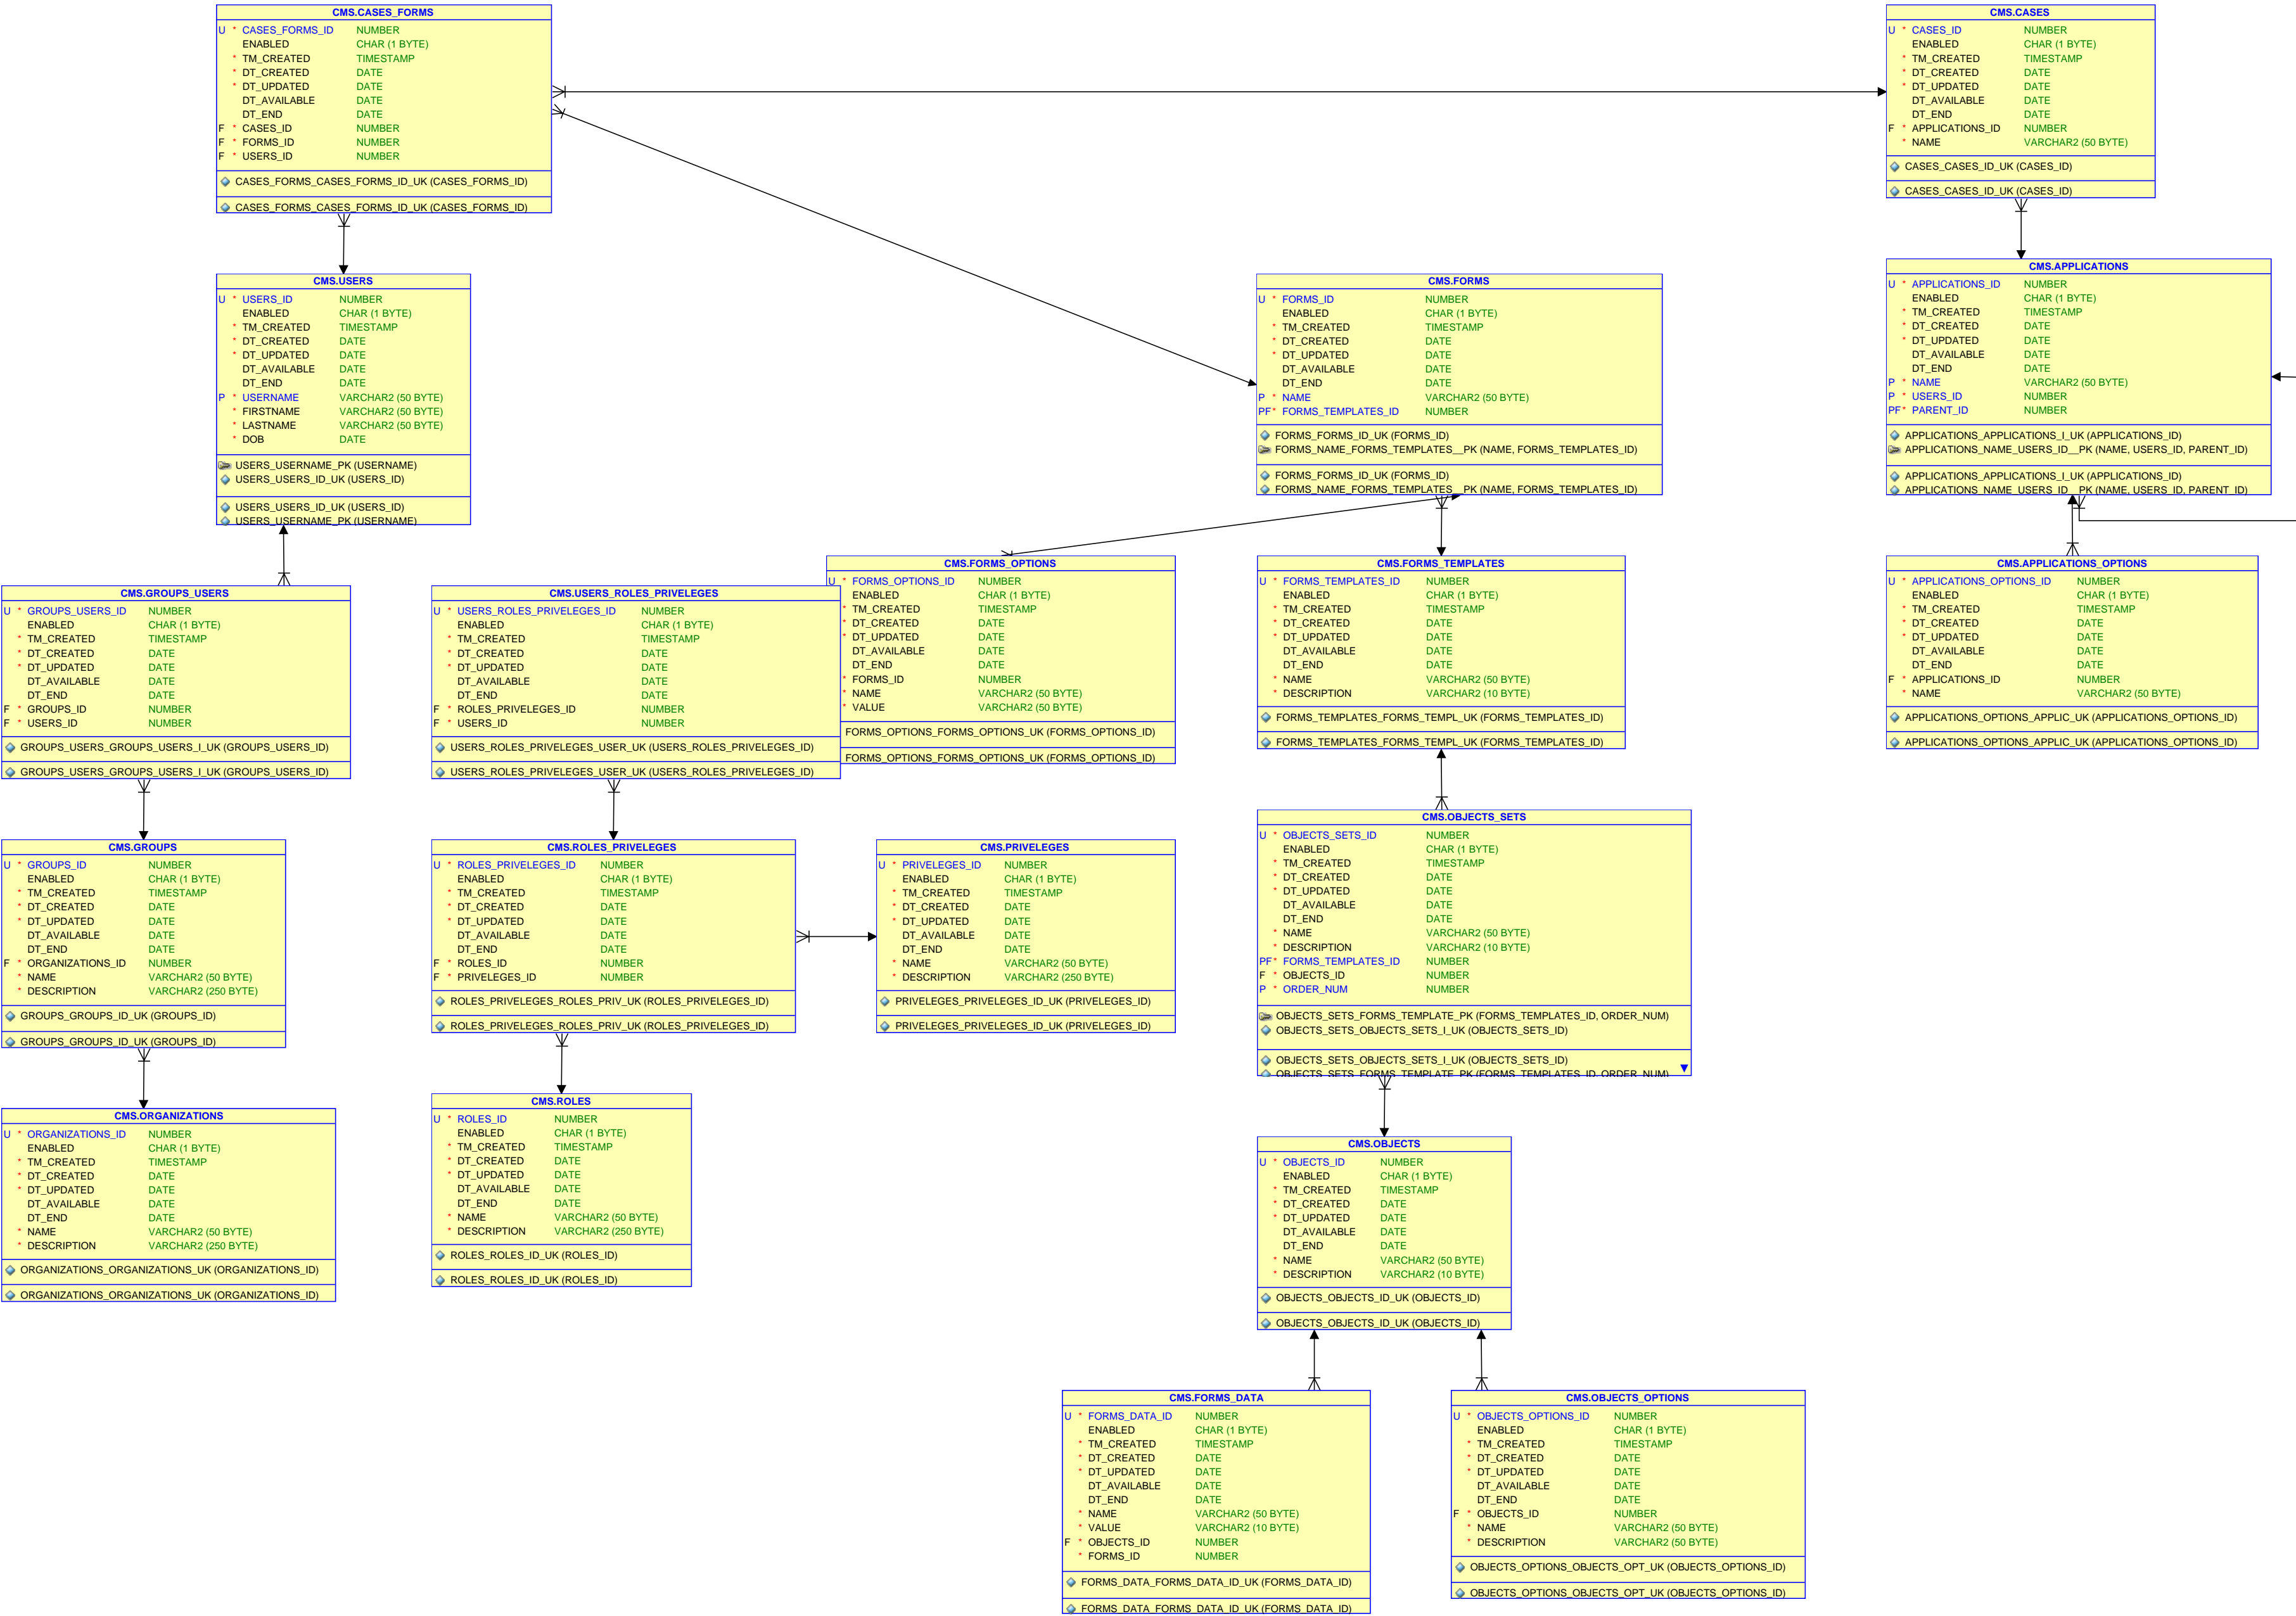 CMS.CASES_FORMS
U * CASES_FORMS_ID NUMBER
ENABLED CHAR (1 BYTE)
* TM_CREATED TIMESTAMP
* DT_CREATED DATE
* DT_UPDATED DATE
DT_AVAILABLE DATE
DT_END DATE
F * CASES_ID NUMBER
F * FORMS_ID NUMBER
F * USERS_ID NUMBER
CASES_FORMS_CASES_FORMS_ID_UK (CASES_FORMS_ID)
CASES_FORMS_CASES_FORMS_ID_UK (CASES_FORMS_ID)
CMS.CASES
U * CASES_ID NUMBER
ENABLED CHAR (1 BYTE)
* TM_CREATED TIMESTAMP
* DT_CREATED DATE
* DT_UPDATED DATE
DT_AVAILABLE DATE
DT_END DATE
F * APPLICATIONS_ID NUMBER
* NAME VARCHAR2 (50 BYTE)
CASES_CASES_ID_UK (CASES_ID)
CASES_CASES_ID_UK (CASES_ID)
CMS.USERS
U * USERS_ID NUMBER
ENABLED CHAR (1 BYTE)
* TM_CREATED TIMESTAMP
* DT_CREATED DATE
* DT_UPDATED DATE
DT_AVAILABLE DATE
DT_END DATE
P * USERNAME VARCHAR2 (50 BYTE)
* FIRSTNAME VARCHAR2 (50 BYTE)
* LASTNAME VARCHAR2 (50 BYTE)
* DOB DATE
USERS_USERNAME_PK (USERNAME)
USERS_USERS_ID_UK (USERS_ID)
USERS_USERS_ID_UK (USERS_ID)
USERS_USERNAME_PK (USERNAME)
CMS.FORMS
U * FORMS_ID NUMBER
ENABLED CHAR (1 BYTE)
* TM_CREATED TIMESTAMP
* DT_CREATED DATE
* DT_UPDATED DATE
DT_AVAILABLE DATE
DT_END DATE
P * NAME VARCHAR2 (50 BYTE)
PF* FORMS_TEMPLATES_ID NUMBER
FORMS_FORMS_ID_UK (FORMS_ID)
FORMS_NAME_FORMS_TEMPLATES__PK (NAME, FORMS_TEMPLATES_ID)
FORMS_FORMS_ID_UK (FORMS_ID)
FORMS_NAME_FORMS_TEMPLATES__PK (NAME, FORMS_TEMPLATES_ID)
CMS.APPLICATIONS
U * APPLICATIONS_ID NUMBER
ENABLED CHAR (1 BYTE)
* TM_CREATED TIMESTAMP
* DT_CREATED DATE
* DT_UPDATED DATE
DT_AVAILABLE DATE
DT_END DATE
P * NAME VARCHAR2 (50 BYTE)
P * USERS_ID NUMBER
PF* PARENT_ID NUMBER
APPLICATIONS_APPLICATIONS_I_UK (APPLICATIONS_ID)
APPLICATIONS_NAME_USERS_ID__PK (NAME, USERS_ID, PARENT_ID)
APPLICATIONS_APPLICATIONS_I_UK (APPLICATIONS_ID)
APPLICATIONS_NAME_USERS_ID__PK (NAME, USERS_ID, PARENT_ID)
CMS.GROUPS_USERS
U * GROUPS_USERS_ID NUMBER
ENABLED CHAR (1 BYTE)
* TM_CREATED TIMESTAMP
* DT_CREATED DATE
* DT_UPDATED DATE
DT_AVAILABLE DATE
DT_END DATE
F * GROUPS_ID NUMBER
F * USERS_ID NUMBER
GROUPS_USERS_GROUPS_USERS_I_UK (GROUPS_USERS_ID)
GROUPS_USERS_GROUPS_USERS_I_UK (GROUPS_USERS_ID)
CMS.USERS_ROLES_PRIVELEGES
U * USERS_ROLES_PRIVELEGES_ID NUMBER
ENABLED CHAR (1 BYTE)
* TM_CREATED TIMESTAMP
* DT_CREATED DATE
* DT_UPDATED DATE
DT_AVAILABLE DATE
DT_END DATE
F * ROLES_PRIVELEGES_ID NUMBER
F * USERS_ID NUMBER
USERS_ROLES_PRIVELEGES_USER_UK (USERS_ROLES_PRIVELEGES_ID)
USERS_ROLES_PRIVELEGES_USER_UK (USERS_ROLES_PRIVELEGES_ID)
CMS.FORMS_OPTIONS
U * FORMS_OPTIONS_ID NUMBER
ENABLED CHAR (1 BYTE)
* TM_CREATED TIMESTAMP
* DT_CREATED DATE
* DT_UPDATED DATE
DT_AVAILABLE DATE
DT_END DATE
* FORMS_ID NUMBER
* NAME VARCHAR2 (50 BYTE)
* VALUE VARCHAR2 (50 BYTE)
FORMS_OPTIONS_FORMS_OPTIONS_UK (FORMS_OPTIONS_ID)
FORMS_OPTIONS_FORMS_OPTIONS_UK (FORMS_OPTIONS_ID)
CMS.FORMS_TEMPLATES
U * FORMS_TEMPLATES_ID NUMBER
ENABLED CHAR (1 BYTE)
* TM_CREATED TIMESTAMP
* DT_CREATED DATE
* DT_UPDATED DATE
DT_AVAILABLE DATE
DT_END DATE
* NAME VARCHAR2 (50 BYTE)
* DESCRIPTION VARCHAR2 (10 BYTE)
FORMS_TEMPLATES_FORMS_TEMPL_UK (FORMS_TEMPLATES_ID)
FORMS_TEMPLATES_FORMS_TEMPL_UK (FORMS_TEMPLATES_ID)
CMS.APPLICATIONS_OPTIONS
U * APPLICATIONS_OPTIONS_ID NUMBER
ENABLED CHAR (1 BYTE)
* TM_CREATED TIMESTAMP
* DT_CREATED DATE
* DT_UPDATED DATE
DT_AVAILABLE DATE
DT_END DATE
F * APPLICATIONS_ID NUMBER
* NAME VARCHAR2 (50 BYTE)
APPLICATIONS_OPTIONS_APPLIC_UK (APPLICATIONS_OPTIONS_ID)
APPLICATIONS_OPTIONS_APPLIC_UK (APPLICATIONS_OPTIONS_ID)
CMS.GROUPS
U * GROUPS_ID NUMBER
ENABLED CHAR (1 BYTE)
* TM_CREATED TIMESTAMP
* DT_CREATED DATE
* DT_UPDATED DATE
DT_AVAILABLE DATE
DT_END DATE
F * ORGANIZATIONS_ID NUMBER
* NAME VARCHAR2 (50 BYTE)
* DESCRIPTION VARCHAR2 (250 BYTE)
GROUPS_GROUPS_ID_UK (GROUPS_ID)
GROUPS_GROUPS_ID_UK (GROUPS_ID)
CMS.ROLES_PRIVELEGES
U * ROLES_PRIVELEGES_ID NUMBER
ENABLED CHAR (1 BYTE)
* TM_CREATED TIMESTAMP
* DT_CREATED DATE
* DT_UPDATED DATE
DT_AVAILABLE DATE
DT_END DATE
F * ROLES_ID NUMBER
F * PRIVELEGES_ID NUMBER
ROLES_PRIVELEGES_ROLES_PRIV_UK (ROLES_PRIVELEGES_ID)
ROLES_PRIVELEGES_ROLES_PRIV_UK (ROLES_PRIVELEGES_ID)
CMS.PRIVELEGES
U * PRIVELEGES_ID NUMBER
ENABLED CHAR (1 BYTE)
* TM_CREATED TIMESTAMP
* DT_CREATED DATE
* DT_UPDATED DATE
DT_AVAILABLE DATE
DT_END DATE
* NAME VARCHAR2 (50 BYTE)
* DESCRIPTION VARCHAR2 (250 BYTE)
PRIVELEGES_PRIVELEGES_ID_UK (PRIVELEGES_ID)
PRIVELEGES_PRIVELEGES_ID_UK (PRIVELEGES_ID)
CMS.OBJECTS_SETS
U * OBJECTS_SETS_ID NUMBER
ENABLED CHAR (1 BYTE)
* TM_CREATED TIMESTAMP
* DT_CREATED DATE
* DT_UPDATED DATE
DT_AVAILABLE DATE
DT_END DATE
* NAME VARCHAR2 (50 BYTE)
* DESCRIPTION VARCHAR2 (10 BYTE)
PF* FORMS_TEMPLATES_ID NUMBER
F * OBJECTS_ID NUMBER
P * ORDER_NUM NUMBER
OBJECTS_SETS_FORMS_TEMPLATE_PK (FORMS_TEMPLATES_ID, ORDER_NUM)
OBJECTS_SETS_OBJECTS_SETS_I_UK (OBJECTS_SETS_ID)
OBJECTS_SETS_OBJECTS_SETS_I_UK (OBJECTS_SETS_ID)
OBJECTS_SETS_FORMS_TEMPLATE_PK (FORMS_TEMPLATES_ID, ORDER_NUM)
CMS.ORGANIZATIONS
U * ORGANIZATIONS_ID NUMBER
ENABLED CHAR (1 BYTE)
* TM_CREATED TIMESTAMP
* DT_CREATED DATE
* DT_UPDATED DATE
DT_AVAILABLE DATE
DT_END DATE
* NAME VARCHAR2 (50 BYTE)
* DESCRIPTION VARCHAR2 (250 BYTE)
ORGANIZATIONS_ORGANIZATIONS_UK (ORGANIZATIONS_ID)
ORGANIZATIONS_ORGANIZATIONS_UK (ORGANIZATIONS_ID)
CMS.ROLES
U * ROLES_ID NUMBER
ENABLED CHAR (1 BYTE)
* TM_CREATED TIMESTAMP
* DT_CREATED DATE
* DT_UPDATED DATE
DT_AVAILABLE DATE
DT_END DATE
* NAME VARCHAR2 (50 BYTE)
* DESCRIPTION VARCHAR2 (250 BYTE)
ROLES_ROLES_ID_UK (ROLES_ID)
ROLES_ROLES_ID_UK (ROLES_ID)
CMS.OBJECTS
U * OBJECTS_ID NUMBER
ENABLED CHAR (1 BYTE)
* TM_CREATED TIMESTAMP
* DT_CREATED DATE
* DT_UPDATED DATE
DT_AVAILABLE DATE
DT_END DATE
* NAME VARCHAR2 (50 BYTE)
* DESCRIPTION VARCHAR2 (10 BYTE)
OBJECTS_OBJECTS_ID_UK (OBJECTS_ID)
OBJECTS_OBJECTS_ID_UK (OBJECTS_ID)
CMS.FORMS_DATA
U * FORMS_DATA_ID NUMBER
ENABLED CHAR (1 BYTE)
* TM_CREATED TIMESTAMP
* DT_CREATED DATE
* DT_UPDATED DATE
DT_AVAILABLE DATE
DT_END DATE
* NAME VARCHAR2 (50 BYTE)
* VALUE VARCHAR2 (10 BYTE)
F * OBJECTS_ID NUMBER
* FORMS_ID NUMBER
FORMS_DATA_FORMS_DATA_ID_UK (FORMS_DATA_ID)
FORMS_DATA_FORMS_DATA_ID_UK (FORMS_DATA_ID)
CMS.OBJECTS_OPTIONS
U * OBJECTS_OPTIONS_ID NUMBER
ENABLED CHAR (1 BYTE)
* TM_CREATED TIMESTAMP
* DT_CREATED DATE
* DT_UPDATED DATE
DT_AVAILABLE DATE
DT_END DATE
F * OBJECTS_ID NUMBER
* NAME VARCHAR2 (50 BYTE)
* DESCRIPTION VARCHAR2 (50 BYTE)
OBJECTS_OPTIONS_OBJECTS_OPT_UK (OBJECTS_OPTIONS_ID)
OBJECTS_OPTIONS_OBJECTS_OPT_UK (OBJECTS_OPTIONS_ID)